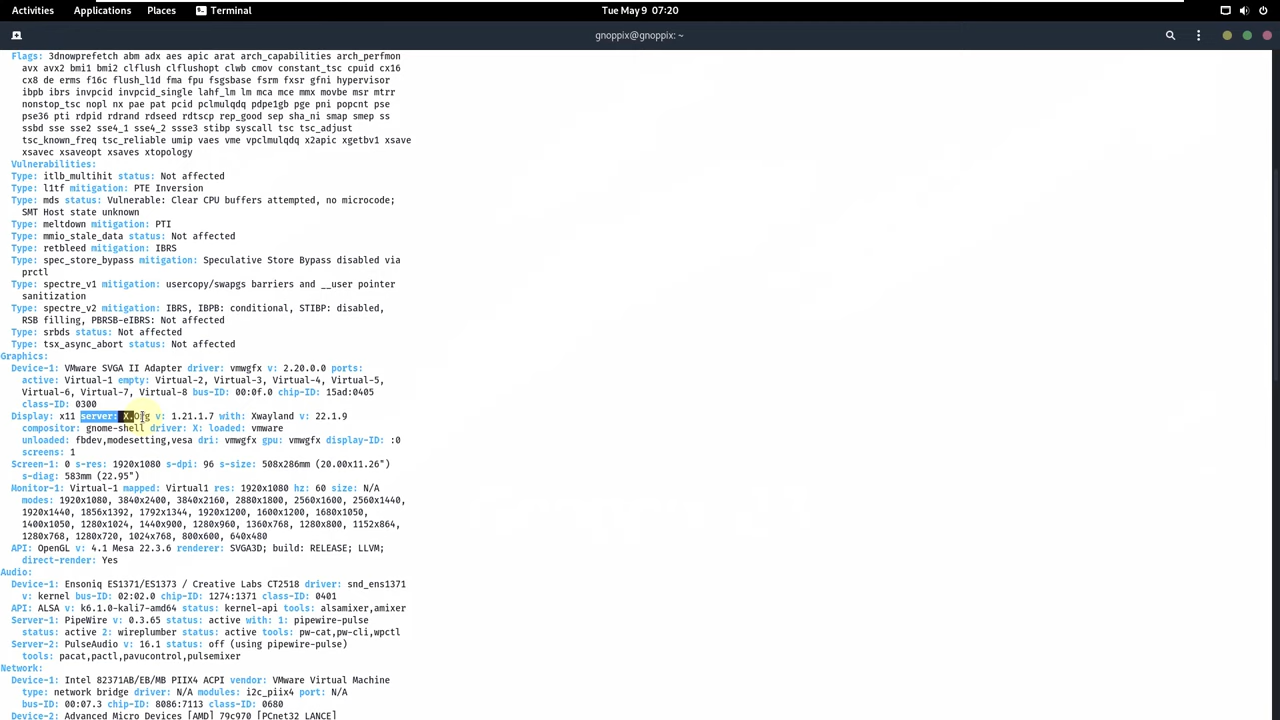 Activities Applications Places Terminal Tue May 9 07:20
gnoppix@gnoppix: ~
Flags: 3dnowprefetch abm adx aes apic arat arch_capabilities arch_perfmon
avx avx2 bmi1 bmi2 clflush clflushopt clwb cmov constant_tsc cpuid cx16
cx8 de erms f16c flush_l1d fma fpu fsgsbase fsrm fxsr gfni hypervisor
ibpb ibrs invpcid invpcid_single lahf_lm lm mca mce mmx movbe msr mtrr
nonstop_tsc nopl nx pae pat pcid pclmulqdq pdpe1gb pge pni popcnt pse
pse36 pti rdpid rdrand rdseed rdtscp rep_good sep sha_ni smap smep ss
ssbd sse sse2 sse4_1 sse4_2 ssse3 stibp syscall tsc tsc_adjust
tsc_known_freq tsc_reliable umip vaes vme vpclmulqdq x2apic xgetbv1 xsave
xsavec xsaveopt xsaves xtopology
Vulnerabilities:
Type: itlb_multihit status: Not affected
Type: l1tf mitigation: PTE Inversion
Type: mds status: Vulnerable: Clear CPU buffers attempted, no microcode;
SMT Host state unknown
Type: meltdown mitigation: PTI
Type: mmio_stale_data status: Not affected
Type: retbleed mitigation: IBRS
Type: spec_store_bypass mitigation: Speculative Store Bypass disabled via
prctl
Type: spectre_v1 mitigation: usercopy/swapgs barriers and __user pointer
sanitization
Type: spectre_v2 mitigation: IBRS, IBPB: conditional, STIBP: disabled,
RSB filling, PBRSB-eIBRS: Not affected
Type: srbds status: Not affected
Type: tsx_async_abort status: Not affected
Graphics:
Device-1: VMware SVGA II Adapter driver: vmwgfx v: 2.20.0.0 ports:
active: Virtual-1 empty: Virtual-2, Virtual-3, Virtual-4, Virtual-5,
Virtual-6, Virtual-7, Virtual-8 bus-ID: 00:0f.0 chip-ID: 15ad:0405
class-ID: 0300
Display: x11 server: X.Org v: 1.21.1.7 with: Xwayland v: 22.1.9
compositor: gnome-shell driver: X: loaded: vmware
unloaded: fbdev,modesetting,vesa dri: vmwgfx gpu: vmwgfx display-ID: :0
screens: 1
Screen-1: 0 s-res: 1920x1080 s-dpi: 96 s-size: 508x286mm (20.00x11.26")
s-diag: 583mm (22.95")
Monitor-1: Virtual-1 mapped: Virtual1 res: 1920x1080 hz: 60 size: N/A
modes: 1920x1080, 3840x2400, 3840x2160, 2880x1800, 2560x1600, 2560x1440,
1920x1440, 1856x1392, 1792x1344, 1920x1200, 1600x1200, 1680x1050,
1400x1050, 1280x1024, 1440x900, 1280x960, 1360x768, 1280x800, 1152x864,
1280x768, 1280x720, 1024x768, 800x600, 640x480
API: OpenGL v: 4.1 Mesa 22.3.6 renderer: SVGA3D; build: RELEASE; LLVM;
direct-render: Yes
Audio:
Device-1: Ensoniq ES1371/ES1373 / Creative Labs CT2518 driver: snd_ens1371
v: kernel bus-ID: 02:02.0 chip-ID: 1274:1371 class-ID: 0401
API: ALSA v: k6.1.0-kali7-amd64 status: kernel-api tools: alsamixer,amixer
Server-1: PipeWire v: 0.3.65 status: active with: 1: pipewire-pulse
status: active 2: wireplumber status: active tools: pw-cat,pw-cli,wpctl
Server-2: PulseAudio v: 16.1 status: off (using pipewire-pulse)
tools: pacat,pactl,pavucontrol,pulsemixer
Network:
Device-1: Intel 82371AB/EB/MB PIIX4 ACPI vendor: VMware Virtual Machine
type: network bridge driver: N/A modules: i2c_piix4 port: N/A
bus-ID: 00:07.3 chip-ID: 8086:7113 class-ID: 0680
Device-2: Advanced Micro Devices [AMD] 79c970 [PCnet32 LANCE]